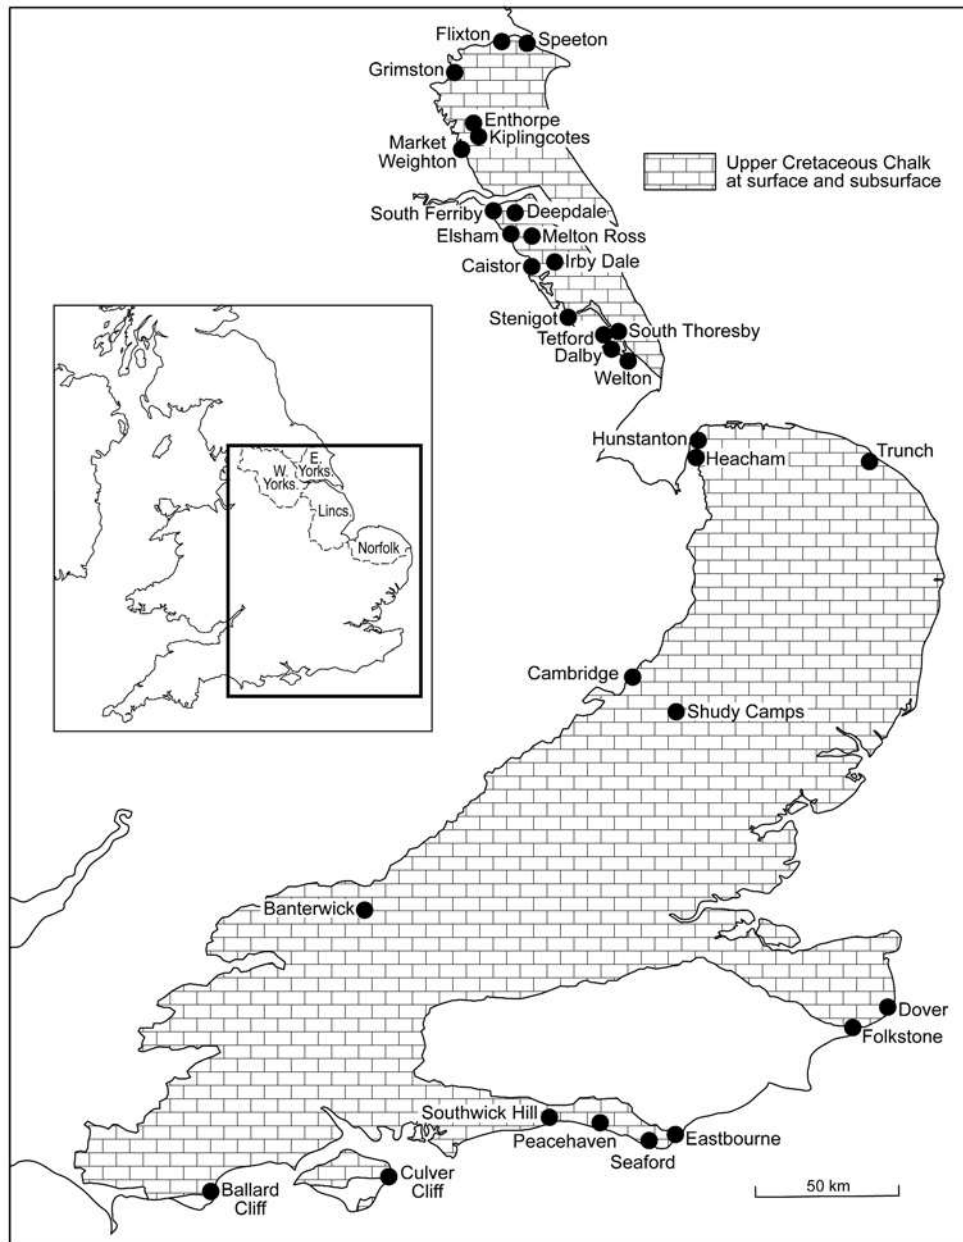 Flixton
Speeton
Grimston
Enthorpe
Kiplingcotes
Market
Weighton
Upper Cretaceous Chalk
at surface and subsurface
South Ferriby
Deepdale
Elsham
Melton Ross
Caistor
Irby Dale
Stenigot
South Thoresby
Tetford
Dalby
Welton
E.
Yorks.
W.
Yorks.
Lincs.
Norfolk
Hunstanton
Heacham
Trunch
Cambridge
Shudy Camps
Banterwick
Dover
Folkstone
Southwick Hill
Peacehaven
Eastbourne
Seaford
Culver
Cliff
Ballard
Cliff
50 km